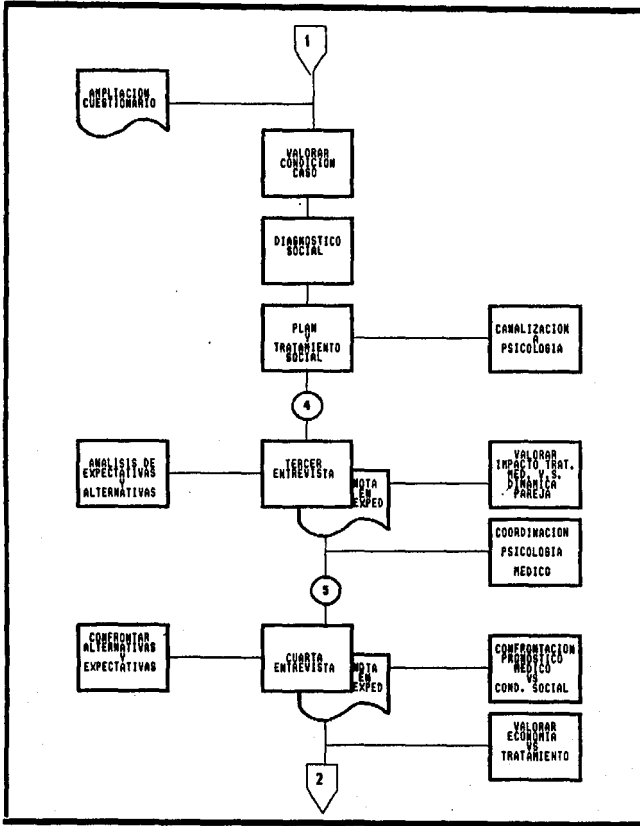 1
AMPLIACION
CUESTIONARIO
VALORAR
CONDICION
CASO
DIAGNOSTICO
SOCIAL
PLAN
Y
TRATAMIENTO
SOCIAL
CANALIZACION
A
PSICOLOGIA
4
ANALISIS DE
EXPECTATIVAS
Y
ALTERNATIVAS
TERCER
ENTREVISTA
NOTA
EN
EXPED
VALORAR
IMPACTO TRAT.
MED. V.S.
DINAMICA
PAREJA
COORDINACION
PSICOLOGIA
MEDICO
5
CONFRONTAR
ALTERNATIVAS
Y
EXPECTATIVAS
CUARTA
ENTREVISTA
NOTA
EN
EXPED
CONFRONTACION
PRONOSTICO
MEDICO
VS
COND. SOCIAL
VALORAR
ECONOMIA
VS
TRATAMIENTO
2